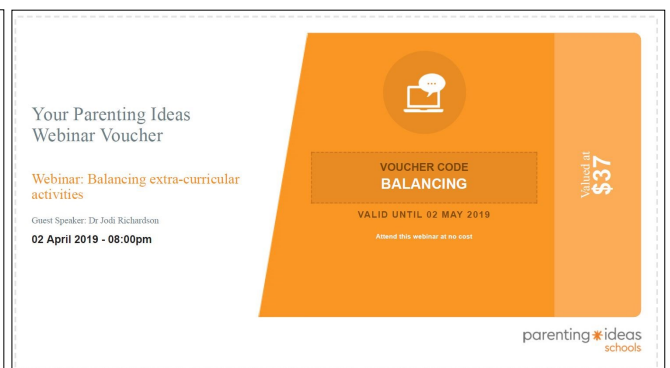 Your Parenting Ideas
Webinar Voucher
Webinar: Balancing extra-curricular
activities
Guest Speaker: Dr Jodi Richardson
02 April 2019 - 08:00pm
VOUCHER CODE
BALANCING
VALID UNTIL 02 MAY 2019
Attend this webinar at no cost
Valued at
$37
parenting*ideas
schools